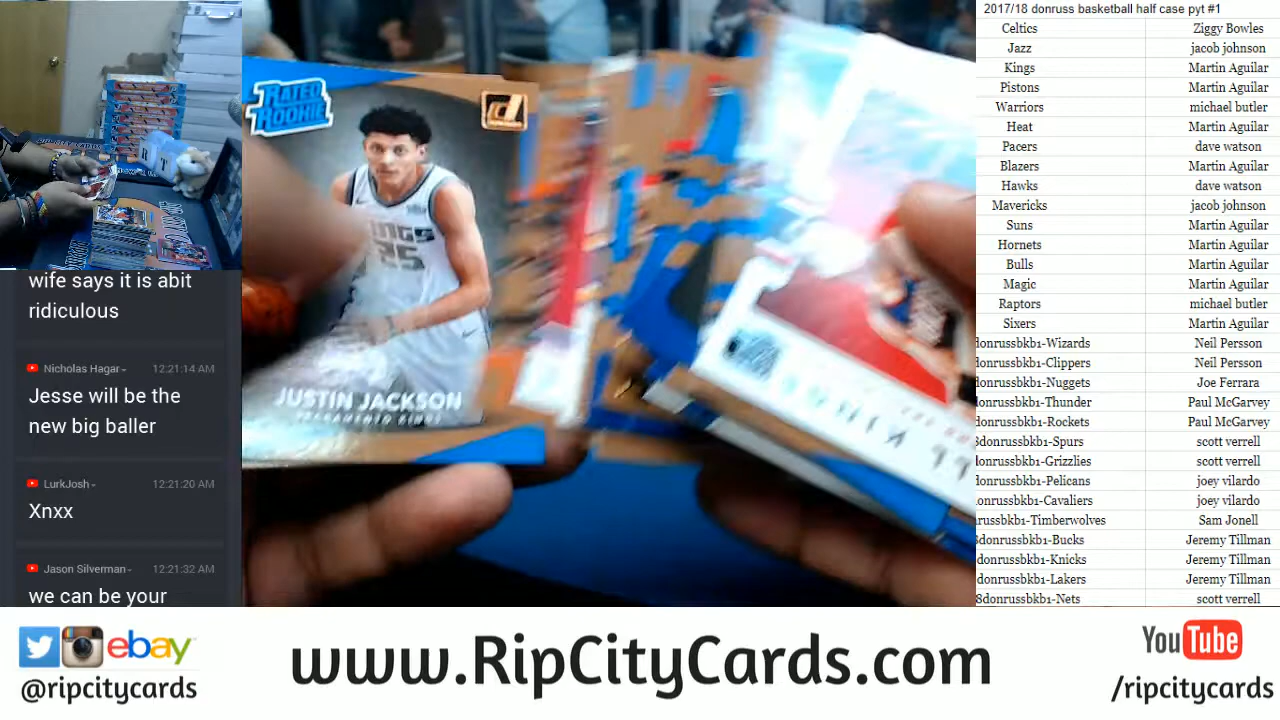 2017/18 donruss basketball half case pyt #1
Celtics Ziggy Bowles
Jazz jacob johnson
Kings Martin Aguilar
Pistons Martin Aguilar
Warriors michael butler
Heat Martin Aguilar
Pacers dave watson
Blazers Martin Aguilar
Hawks dave watson
Mavericks jacob johnson
Suns Martin Aguilar
Hornets Martin Aguilar
Bulls Martin Aguilar
Magic Martin Aguilar
Raptors michael butler
Sixers Martin Aguilar
donrussbkb1-Wizards Neil Persson
donrussbkb1-Clippers Neil Persson
donrussbkb1-Nuggets Joe Ferrara
donrussbkb1-Thunder Paul McGarvey
donrussbkb1-Rockets Paul McGarvey
8donrussbkb1-Spurs scott verrell
donrussbkb1-Grizzlies scott verrell
donrussbkb1-Pelicans joey vilardo
onrussbkb1-Cavaliers joey vilardo
russbkb1-Timberwolves Sam Jonell
8donrussbkb1-Bucks Jeremy Tillman
donrussbkb1-Knicks Jeremy Tillman
donrussbkb1-Lakers Jeremy Tillman
8donrussbkb1-Nets scott verrell
wife says it is abit
ridiculous
Nicholas Hagar 12:21:14 AM
Jesse will be the
new big baller
LurkJosh 12:21:20 AM
Xnxx
Jason Silverman 12:21:32 AM
we can be your
RATED
ROOKIE
d
KINGS
25
JUSTIN JACKSON
SACRAMENTO KINGS
ebay
@ripcitycards
www.RipCityCards.com
YouTube
/ripcitycards